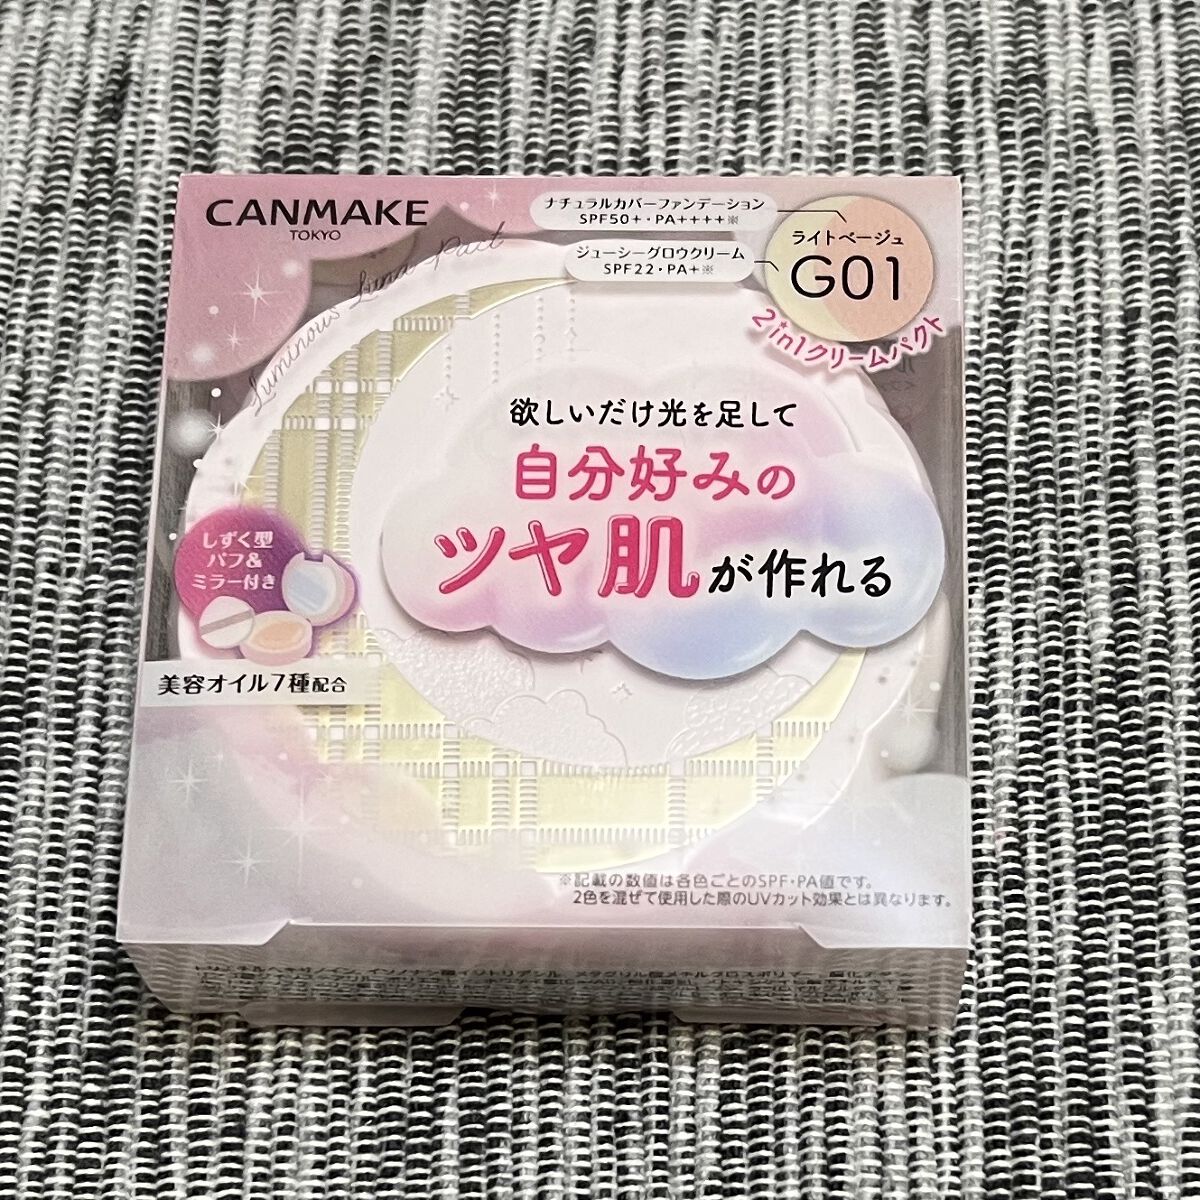 CANMAKE
TOKYO
Luminous Luna Pact
ナチュラルカバーファンデーション
SPF50+・PA++++※
ジューシーグロウクリーム
SPF22・PA+※
ライトベージュ
G01
2in1クリームパクト
欲しいだけ光を足して
自分好みの
ツヤ肌が作れる
しずく型
パフ&
ミラー付き
美容オイル7種配合
※記載の数値は各色ごとのSPF・PA値です。
2色を混ぜて使用した際のUVカット効果とは異なります。